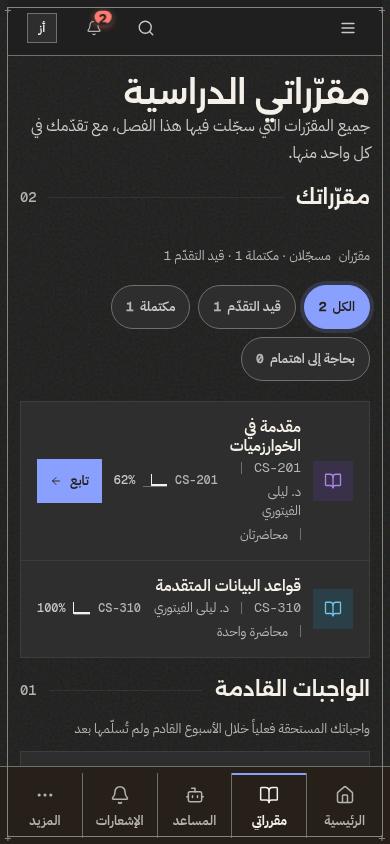 أز
2
مقرّراتي الدراسية
جميع المقرّرات التي سجّلت فيها هذا الفصل، مع تقدّمك في
كل واحد منها.
مقرّراتك
02
مقرّران مسجّلان · مكتملة 1 · قيد التقدّم 1
الكل 2
قيد التقدّم 1
مكتملة 1
بحاجة إلى اهتمام 0
مقدمة في
الخوارزميات
CS-201
د. ليلى
الفيتوري
محاضرتان
CS-201
62%
تابع ←
قواعد البيانات المتقدمة
CS-310
د. ليلى الفيتوري
محاضرة واحدة
CS-310
100%
الواجبات القادمة
01
واجباتك المستحقة فعلياً خلال الأسبوع القادم ولم تُسلّمها بعد
الرئيسية
مقرراتي
المساعد
الإشعارات
المزيد